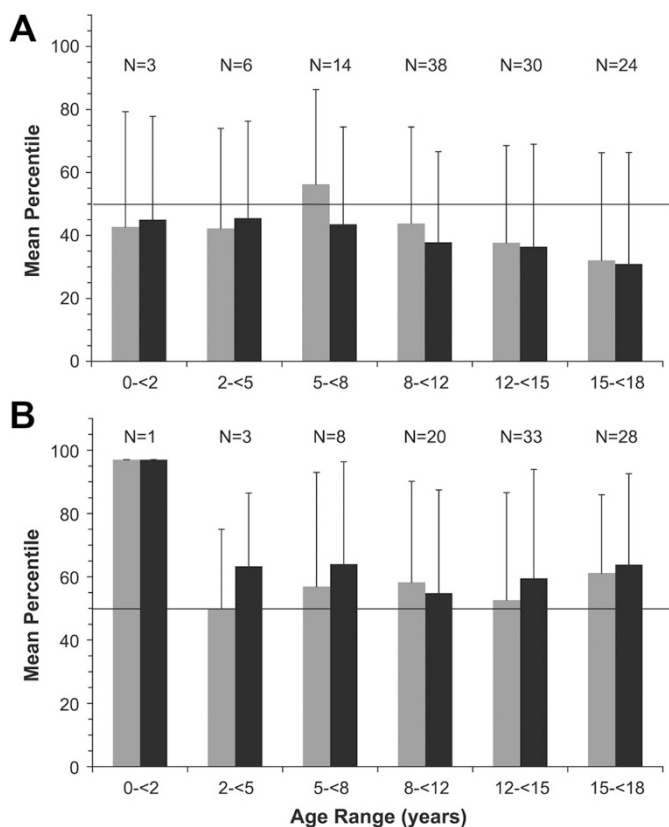 A
100
80
60
40
20
0
Mean Percentile
N=3 N=6 N=14 N=38 N=30 N=24
0-<2 2-<5 5-<8 8-<12 12-<15 15-<18
B
100
80
60
40
20
0
Mean Percentile
N=1 N=3 N=8 N=20 N=33 N=28
0-<2 2-<5 5-<8 8-<12 12-<15 15-<18
Age Range (years)